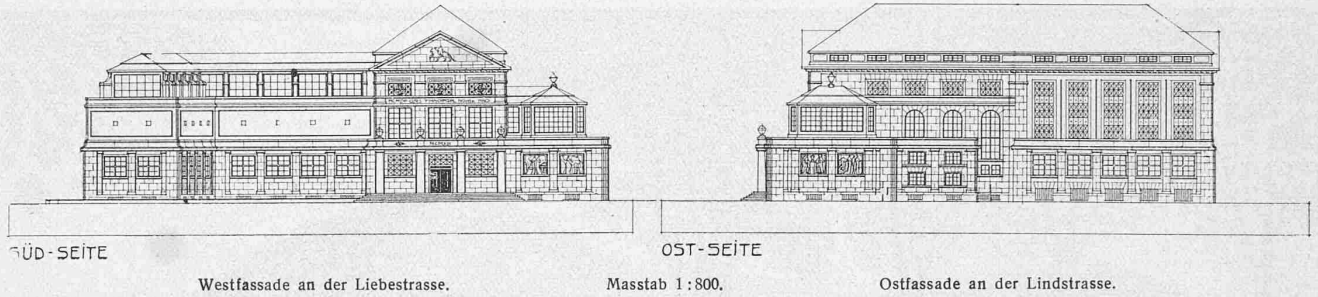 SÜD-SEITE
OST-SEITE
Westfassade an der Liebestrasse.
Masstab 1:800.
Ostfassade an der Lindstrasse.